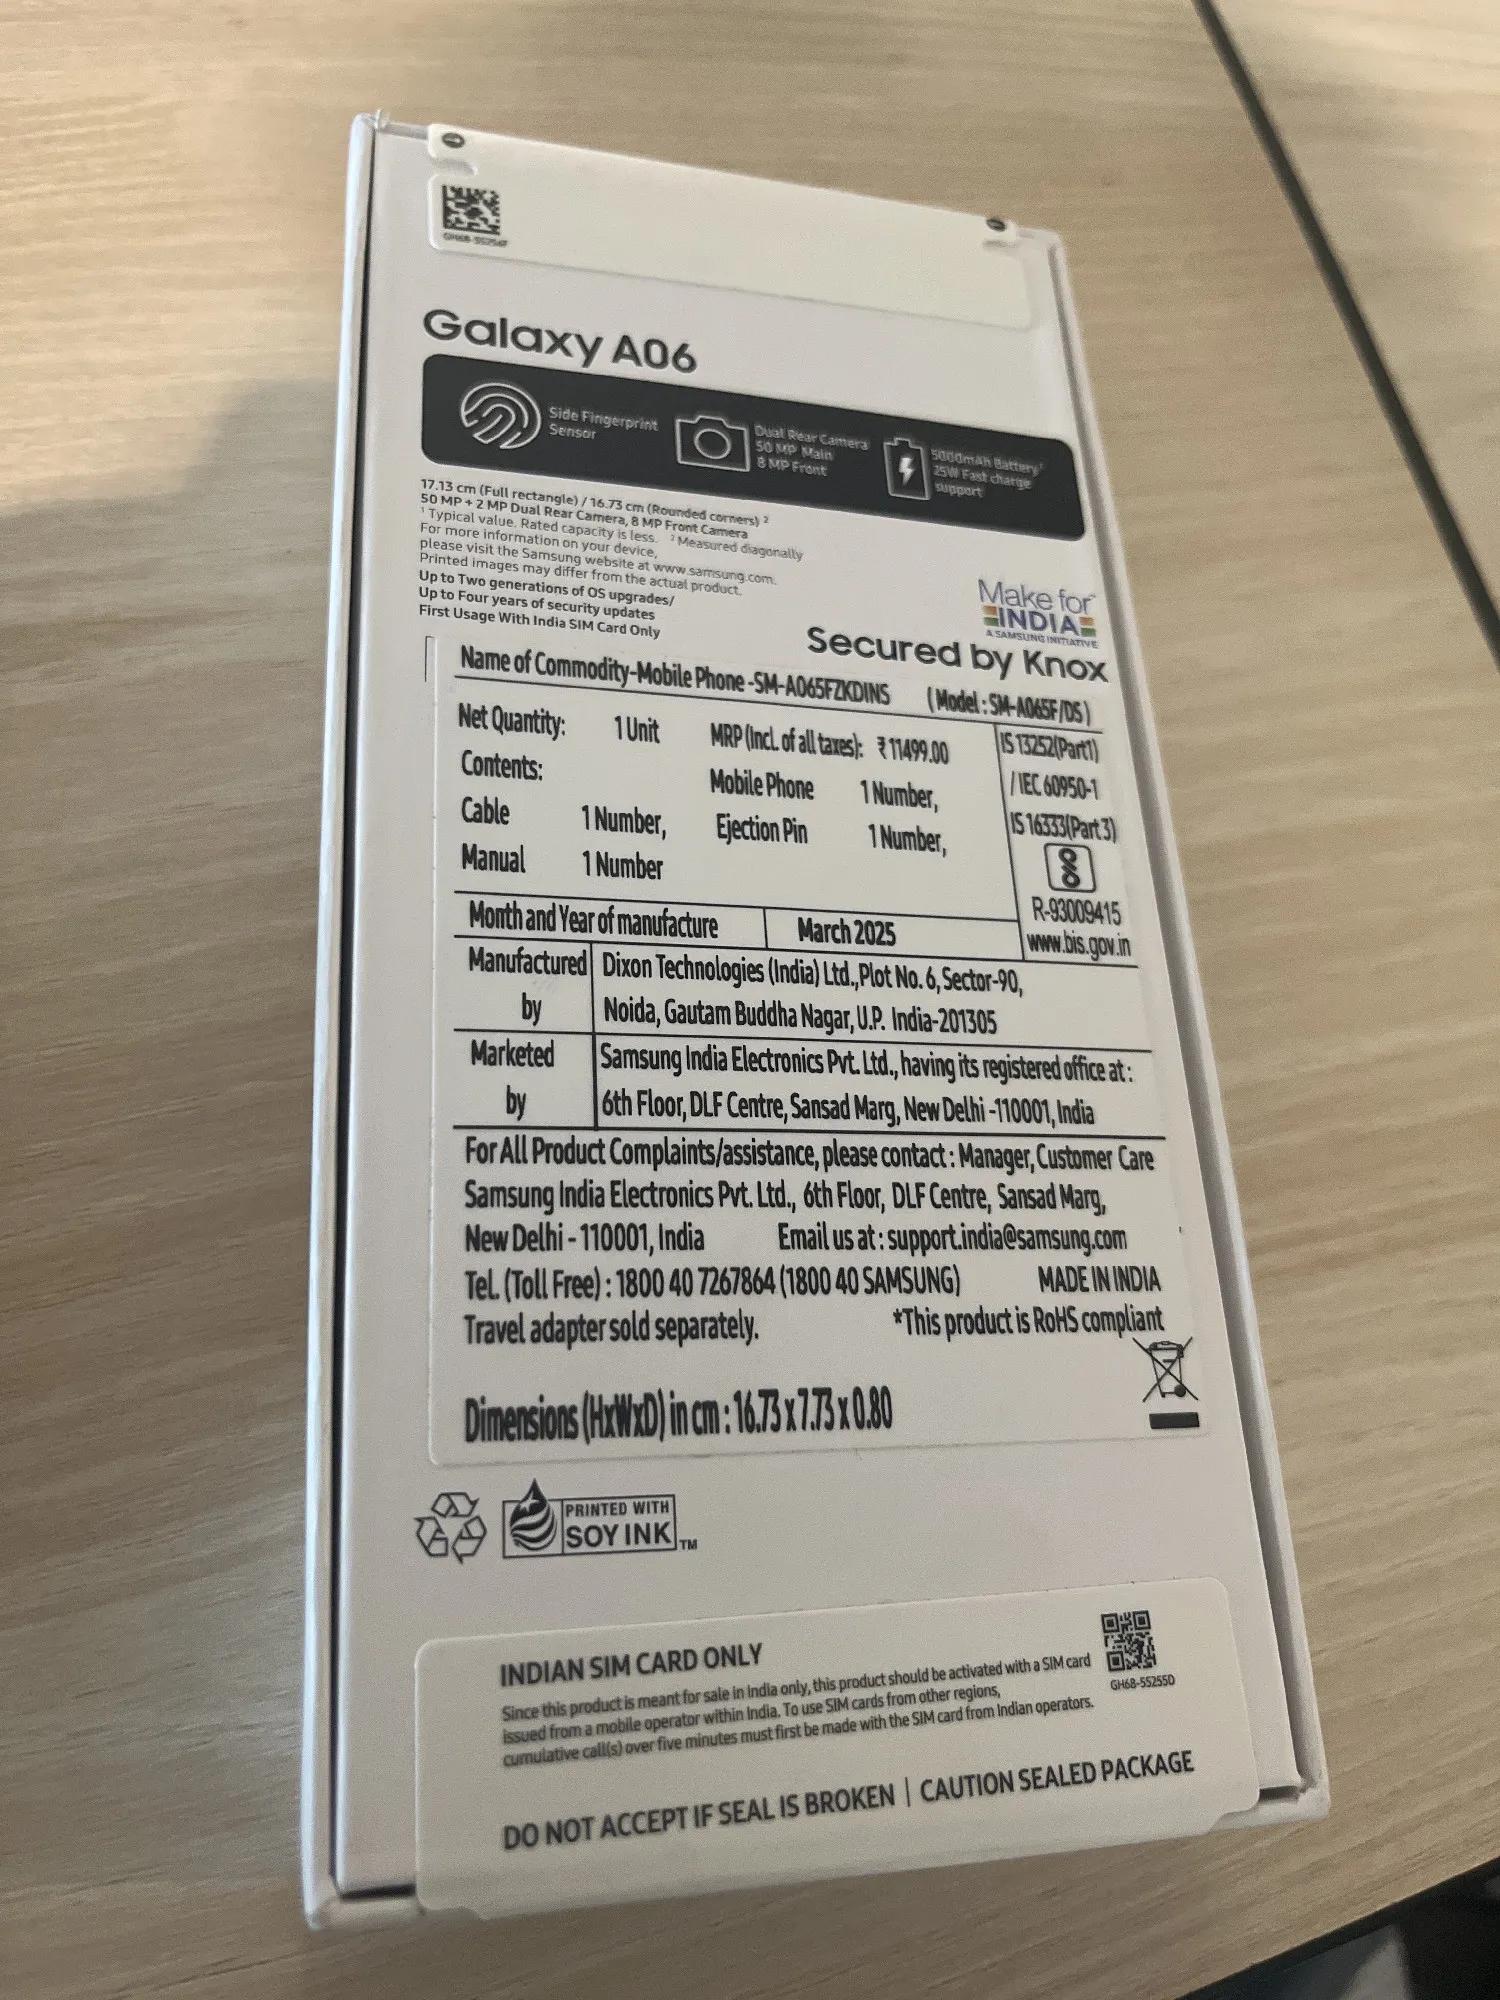 GH68-55256F
Galaxy A06
Side Fingerprint
Sensor
Dual Rear Camera
50 MP Main
8 MP Front
5000mAh Battery¹
25W Fast charge
support
17.13 cm (Full rectangle) / 16.73 cm (Rounded corners) ²
50 MP + 2 MP Dual Rear Camera, 8 MP Front Camera
¹ Typical value. Rated capacity is less. ² Measured diagonally
For more information on your device,
please visit the Samsung website at www.samsung.com.
Printed images may differ from the actual product.
Up to Two generations of OS upgrades/
Up to Four years of security updates
First Usage With India SIM Card Only
Make for
INDIA
A SAMSUNG INITIATIVE
Secured by Knox
Name of Commodity-Mobile Phone -SM-A065FZKDINS (Model : SM-A065F/DS)
Net Quantity: 1 Unit MRP (Incl. of all taxes): ₹ 11499.00
Contents: Mobile Phone 1 Number,
Cable 1 Number, Ejection Pin 1 Number,
Manual 1 Number
IS 13252(Part1)
/ IEC 60950-1
IS 16333(Part 3)
R-93009415
www.bis.gov.in
Month and Year of manufacture March 2025
Manufactured by Dixon Technologies (India) Ltd., Plot No. 6, Sector-90,
Noida, Gautam Buddha Nagar, U.P. India-201305
Marketed by Samsung India Electronics Pvt. Ltd., having its registered office at :
6th Floor, DLF Centre, Sansad Marg, New Delhi -110001, India
For All Product Complaints/assistance, please contact : Manager, Customer Care
Samsung India Electronics Pvt. Ltd., 6th Floor, DLF Centre, Sansad Marg,
New Delhi - 110001, India Email us at : support.india@samsung.com
Tel. (Toll Free) : 1800 40 7267864 (1800 40 SAMSUNG) MADE IN INDIA
Travel adapter sold separately. *This product is RoHS compliant
Dimensions (HxWxD) in cm : 16.73 x 7.73 x 0.80
PRINTED WITH
SOY INK TM
INDIAN SIM CARD ONLY
Since this product is meant for sale in India only, this product should be activated with a SIM card
issued from a mobile operator within India. To use SIM cards from other regions,
cumulative call(s) over five minutes must first be made with the SIM card from Indian operators.
GH68-55255D
DO NOT ACCEPT IF SEAL IS BROKEN | CAUTION SEALED PACKAGE